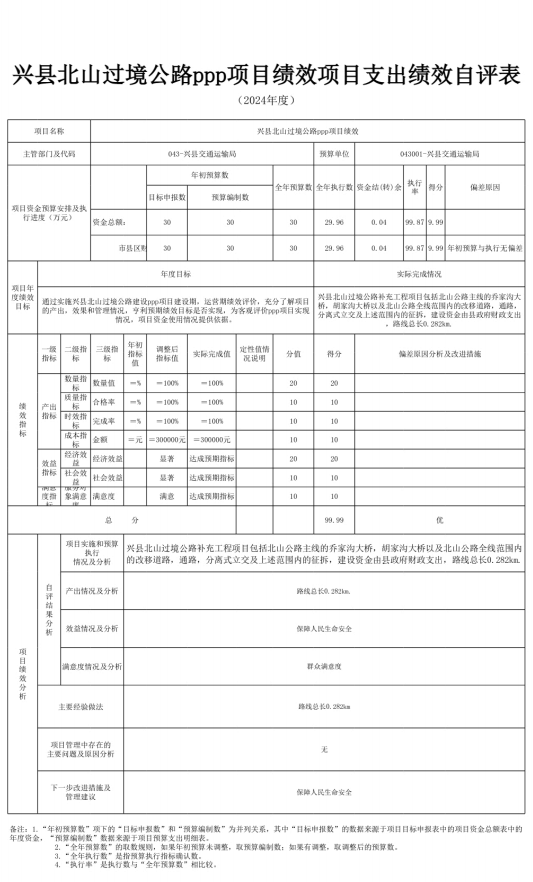 兴县北山过境公路ppp项目绩效项目支出绩效自评表
（2024年度）
项目名称 兴县北山过境公路ppp项目绩效
主管部门及代码 043-兴县交通运输局 预算单位 043001-兴县交通运输局
项目资金预算安排及执行进度（万元） 年初预算数 全年预算数 全年执行数 资金结(转)余 执行率 得分 偏差原因
目标申报数 预算编制数
资金总额: 30 30 30 29.96 0.04 99.87 9.99
市县区财 30 30 30 29.96 0.04 99.87 9.99 年初预算与执行无偏差
项目年度绩效目标 年度目标 实际完成情况
通过实施兴县北山过境公路建设ppp项目建设期，运营期绩效评价，充分了解项目的产出，效果和管理情况，亨利预期绩效目标是否实现，为客观评价ppp项目实现情况，项目资金使用情况提供依据。
兴县北山过境公路补充工程项目包括北山公路主线的乔家沟大桥，胡家沟大桥以及北山公路全线范围内的改移道路，通路，分离式立交及上述范围内的征拆，建设资金由县政府财政支出，路线总长0.282km.
绩效指标 一级指标 二级指标 三级指标 年初指标值 调整后指标值 实际完成值 定性值情况说明 分值 得分 偏差原因分析及改进措施
产出指标 数量指标 数量值 ＝% ＝100% ＝100% 20 20
质量指标 合格率 ＝% ＝100% ＝100% 10 10
时效指标 完成率 ＝% ＝100% ＝100% 10 10
成本指标 金额 ＝元 ＝300000元 ＝300000元 10 10
效益指标 经济效益 经济效益 显著 达成预期指标 20 20
社会效益 社会效益 显著 达成预期指标 10 10
满意度指标 服务对象满意度 满意度 满意 达成预期指标 10 10
总 分 99.99 优
项目绩效分析 自评结果分析 项目实施和预算执行情况及分析 兴县北山过境公路补充工程项目包括北山公路主线的乔家沟大桥，胡家沟大桥以及北山公路全线范围内的改移道路，通路，分离式立交及上述范围内的征拆，建设资金由县政府财政支出，路线总长0.282km.
产出情况及分析 路线总长0.282km.
效益情况及分析 保障人民生命安全
满意度情况及分析 群众满意度
主要经验做法 路线总长0.282km
项目管理中存在的主要问题及原因分析 无
下一步改进措施及管理建议 保障人民生命安全
备注: 1.“年初预算数”项下的“目标申报数”和“预算编制数”为并列关系，其中“目标申报数”的数据来源于项目目标申报表中的项目资金总额表中的年度资金，“预算编制数”数据来源于项目预算支出明细表。
2.“全年预算数”的取数规则，如果年初预算未调整，取预算编制数；如果有调整，取调整后的预算数。
3.“全年执行数”是指预算执行指标确认数。
4.“执行率”是执行数与“全年预算数”相比较。